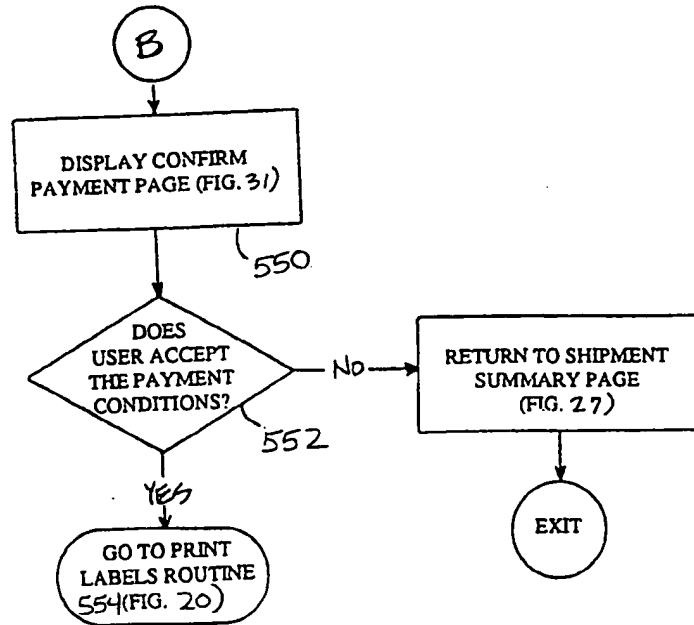 B
DISPLAY CONFIRM
PAYMENT PAGE (FIG. 31)
550
DOES
USER ACCEPT
THE PAYMENT
CONDITIONS?
552
NO
RETURN TO SHIPMENT
SUMMARY PAGE
(FIG. 27)
YES
EXIT
GO TO PRINT
LABELS ROUTINE
554 (FIG. 20)